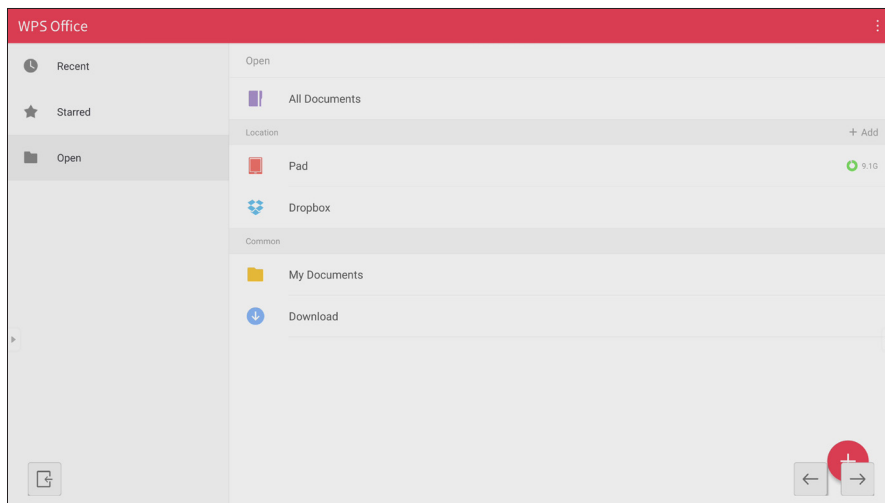 WPS Office
Recent
Starred
Open
Open
All Documents
Location
+ Add
Pad
9.1G
Dropbox
Common
My Documents
Download